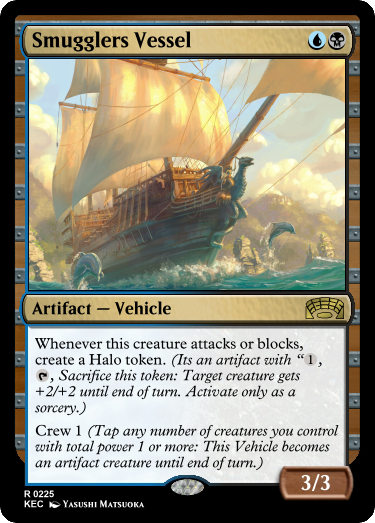 Smugglers Vessel
Artifact — Vehicle
Whenever this creature attacks or blocks,
create a Halo token. (Its an artifact with “1 ,
, Sacrifice this token: Target creature gets
+2/+2 until end of turn. Activate only as a
sorcery.)
Crew 1 (Tap any number of creatures you control
with total power 1 or more: This Vehicle becomes
an artifact creature until end of turn.)
3/3
R 0225
KEC Yasushi Matsuoka